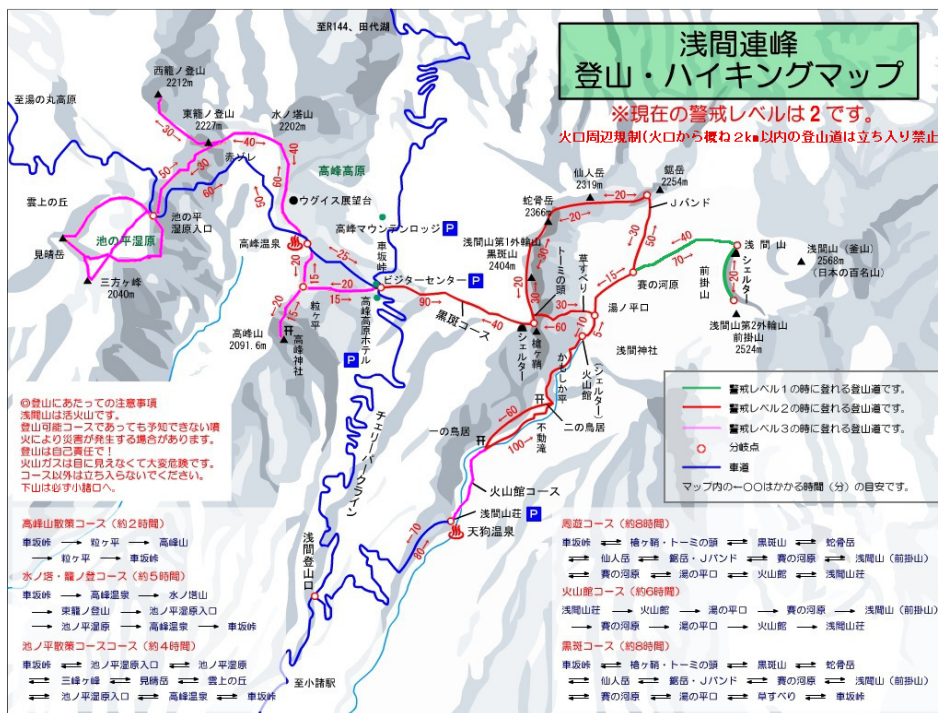 浅間連峰
登山・ハイキングマップ
※現在の警戒レベルは2です。
火口周辺規制(火口から概ね2km以内の登山道は立ち入り禁止
至R144、田代湖
至湯の丸高原
西籠ノ登山
2212m
東籠ノ登山
2227m
水ノ塔山
2202m
←30
←40
50→
←30
60→
赤ゾレ
60→
50→
高峰高原
●ウグイス展望台
高峰マウンテンロッジ
P
雲上の丘
池の平湿原
池の平
湿原入口
見晴岳
三方ヶ峰
2040m
高峰温泉
←25
車坂峠
ビジターセンター
P
←20
15→
←20
15→
粒ヶ平
←20
15→
高峰山
2091.6m
高峰神社
高峰高原ホテル
P
90→
←40
黒斑コース
仙人岳
2319m
鋸岳
2254m
蛇骨岳
2366m
←20
←20
Jバンド
浅間山第1外輪山
黒斑山
2404m
トーミの頭
草すべり
←30
←20
30→
30→
←60
←30
50→
←15
賽の河原
←40
70→
浅間山
シェルター
前掛山
←20
浅間山(釜山)
2568m
(日本の百名山)
浅間山第2外輪山
前掛山
2524m
湯ノ平口
←10
5→
浅間神社
シェルター
槍ヶ鞘
かもしか平
火山館
(シェルター)
二の鳥居
不動滝
一の鳥居
←60
100→
火山館コース
浅間山荘
P
天狗温泉
←70
80→
チェリーパークライン
浅間登山口
至小諸駅
警戒レベル1の時に登れる登山道です。
警戒レベル2の時に登れる登山道です。
警戒レベル3の時に登れる登山道です。
分岐点
車道
マップ内の←○○はかかる時間(分)の目安です。
◎登山にあたっての注意事項
浅間山は活火山です。
登山可能コースであっても予知できない噴
火により災害が発生する場合があります。
登山は自己責任で!
火山ガスは目に見えなくて大変危険です。
コース以外は立ち入らないでください。
下山は必ず小諸口へ。
高峰山散策コース(約2時間)
車坂峠 → 粒ヶ平 → 高峰山
→ 粒ヶ平 → 車坂峠
水ノ塔・籠ノ登コース(約5時間)
車坂峠 → 高峰温泉 → 水ノ塔山
→ 東籠ノ登山 → 池の平湿原入口
→ 池ノ平湿原 → 高峰温泉 → 車坂峠
池ノ平散策コースコース(約4時間)
車坂峠 ⇄ 池ノ平湿原入口 ⇄ 池ノ平湿原
⇄ 三峰ヶ峰 ⇄ 見晴岳 ⇄ 雲上の丘
⇄ 池ノ平湿原入口 ⇄ 高峰温泉 ⇄ 車坂峠
周遊コース(約8時間)
車坂峠 ⇄ 槍ヶ鞘・トーミの頭 ⇄ 黒斑山 ⇄ 蛇骨岳
⇄ 仙人岳 ⇄ 鋸岳・Jバンド ⇄ 賽の河原 ⇄ 浅間山(前掛山)
⇄ 賽の河原 ⇄ 湯の平口 ⇄ 火山館 ⇄ 浅間山荘
火山館コース(約6時間)
浅間山荘 → 火山館 → 湯の平口 → 賽の河原 → 浅間山(前掛山)
→ 賽の河原 → 湯の平口 → 火山館 → 浅間山荘
黒斑コース(約8時間)
車坂峠 ⇄ 槍ヶ鞘・トーミの頭 ⇄ 黒斑山 ⇄ 蛇骨岳
⇄ 仙人岳 ⇄ 鋸岳・Jバンド ⇄ 賽の河原 ⇄ 浅間山(前掛山)
⇄ 賽の河原 ⇄ 湯の平口 ⇄ 草すべり ⇄ 車坂峠